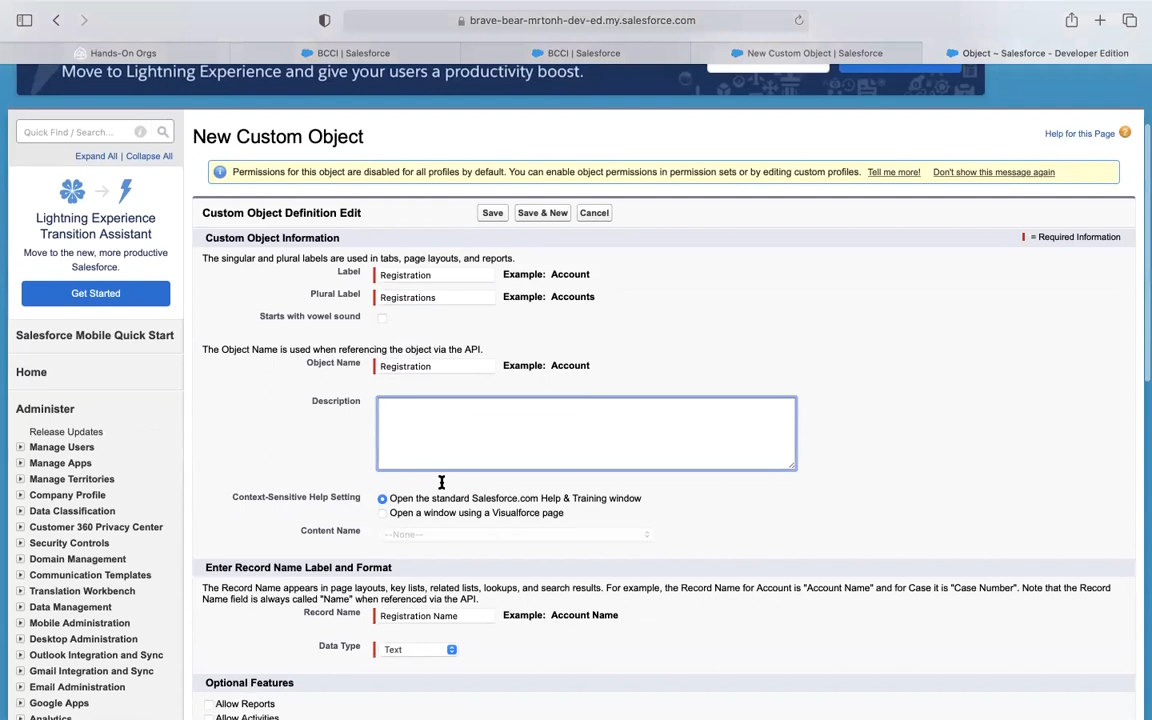 brave-bear-mrtonh-dev-ed.my.salesforce.com
Hands-On Orgs
BCCI | Salesforce
BCCI | Salesforce
New Custom Object | Salesforce
Object ~ Salesforce - Developer Edition
Move to Lightning Experience and give your users a productivity boost.
Quick Find / Search...
Expand All | Collapse All
Lightning Experience
Transition Assistant
Move to the new, more productive
Salesforce.
Get Started
Salesforce Mobile Quick Start
Home
Administer
Release Updates
Manage Users
Manage Apps
Manage Territories
Company Profile
Data Classification
Customer 360 Privacy Center
Security Controls
Domain Management
Communication Templates
Translation Workbench
Data Management
Mobile Administration
Desktop Administration
Outlook Integration and Sync
Gmail Integration and Sync
Email Administration
Google Apps
Analytics
New Custom Object
Help for this Page
Permissions for this object are disabled for all profiles by default. You can enable object permissions in permission sets or by editing custom profiles. Tell me more! Don't show this message again
Custom Object Definition Edit Save Save & New Cancel
Custom Object Information
= Required Information
The singular and plural labels are used in tabs, page layouts, and reports.
Label Registration Example: Account
Plural Label Registrations Example: Accounts
Starts with vowel sound
The Object Name is used when referencing the object via the API.
Object Name Registration Example: Account
Description
Context-Sensitive Help Setting Open the standard Salesforce.com Help & Training window
Open a window using a Visualforce page
Content Name --None--
Enter Record Name Label and Format
The Record Name appears in page layouts, key lists, related lists, lookups, and search results. For example, the Record Name for Account is "Account Name" and for Case it is "Case Number". Note that the Record
Name field is always called "Name" when referenced via the API.
Record Name Registration Name Example: Account Name
Data Type Text
Optional Features
Allow Reports
Allow Activities